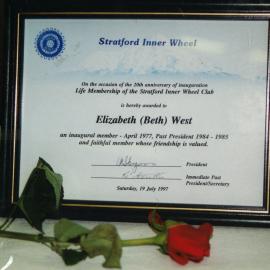 Stratford Inner Wheel
On the occasion of the 20th anniversary of inauguration
Life Membership of the Stratford Inner Wheel Club
is hereby awarded to
Elizabeth (Beth) West
an inaugural member - April 1977, Past President 1984 - 1985
and faithful member whose friendship is valued.
President
Immediate Past
President/Secretary
Saturday, 19 July 1997